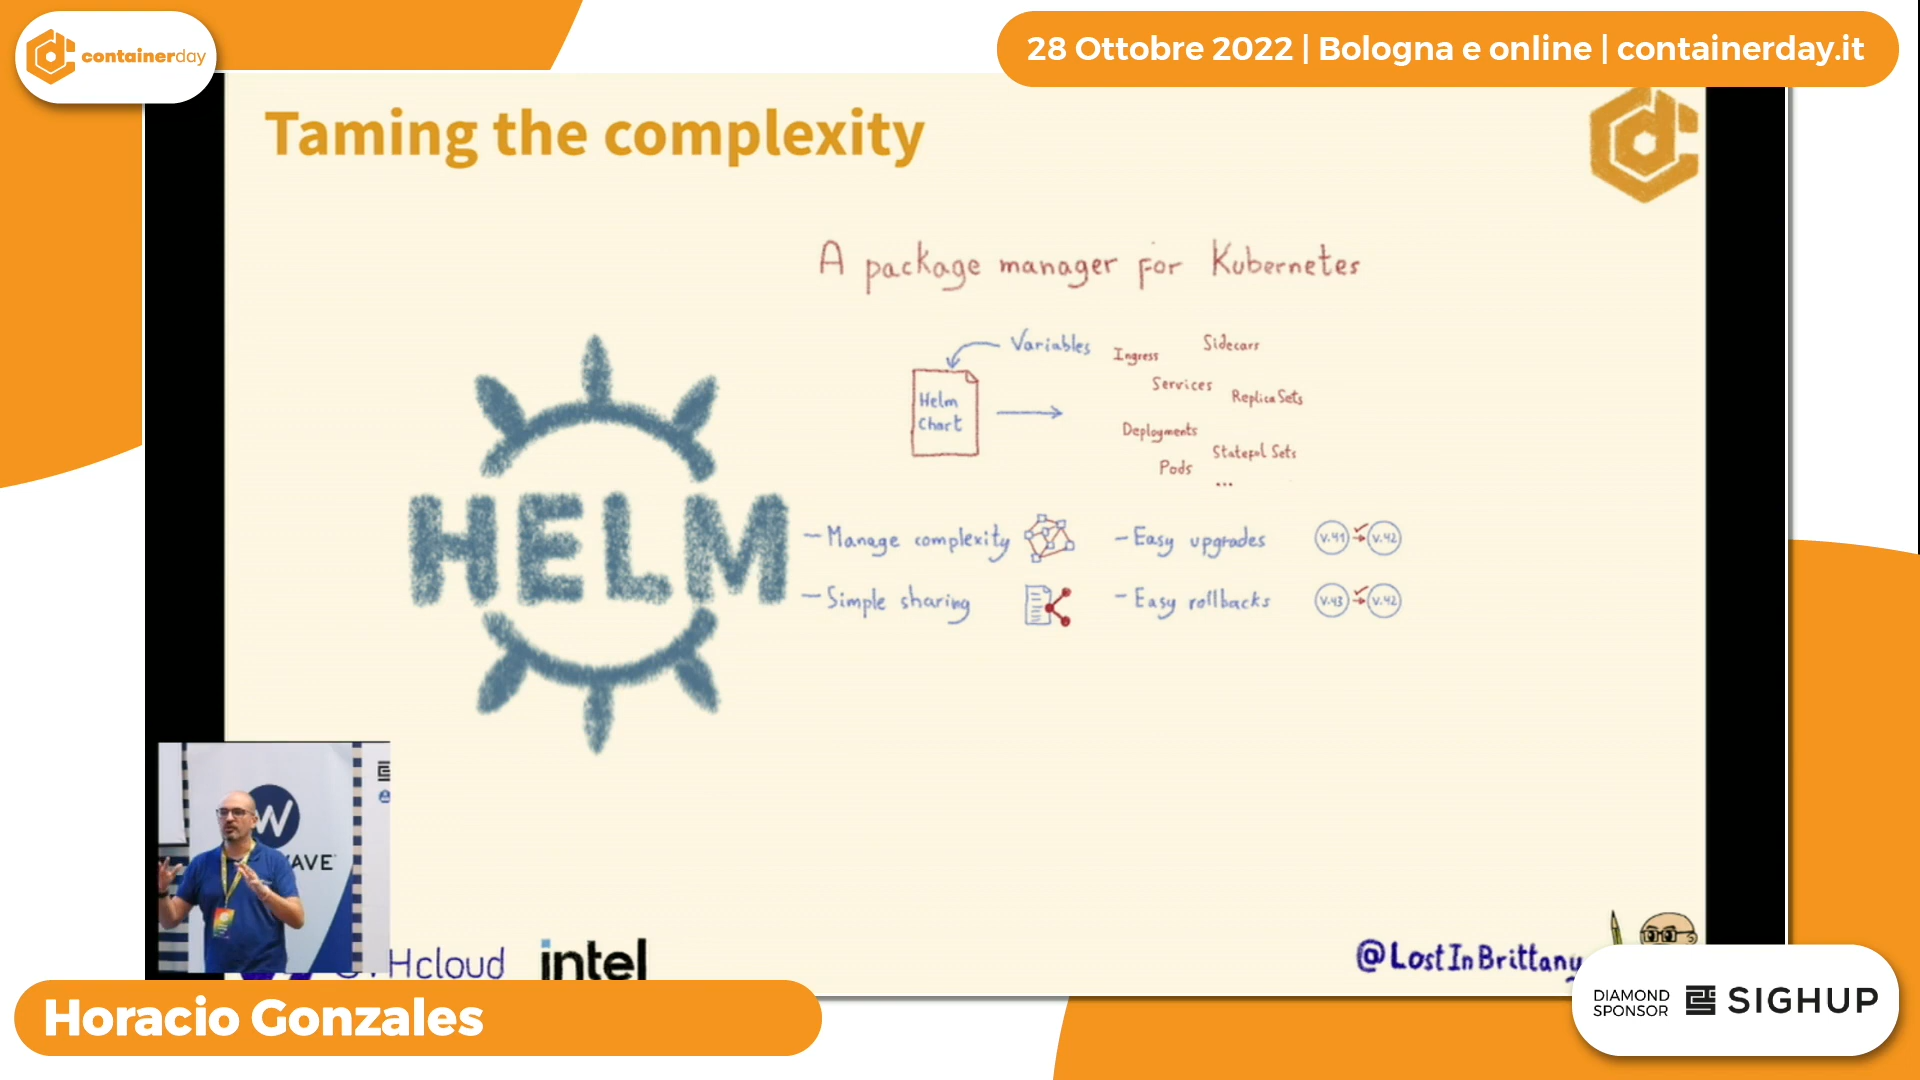 containerday
28 Ottobre 2022 | Bologna e online | containerday.it
Taming the complexity
A package manager for Kubernetes
Variables
Ingress
Sidecars
Services
Replica Sets
Helm
Chart
Deployments
Stateful Sets
Pods
...
HELM
- Manage complexity
- Easy upgrades
v.41
v.42
- Simple sharing
- Easy rollbacks
v.43
v.42
W
AVE
Hcloud
intel
@LostInBrittany
Horacio Gonzales
DIAMOND
SPONSOR
SIGHUP